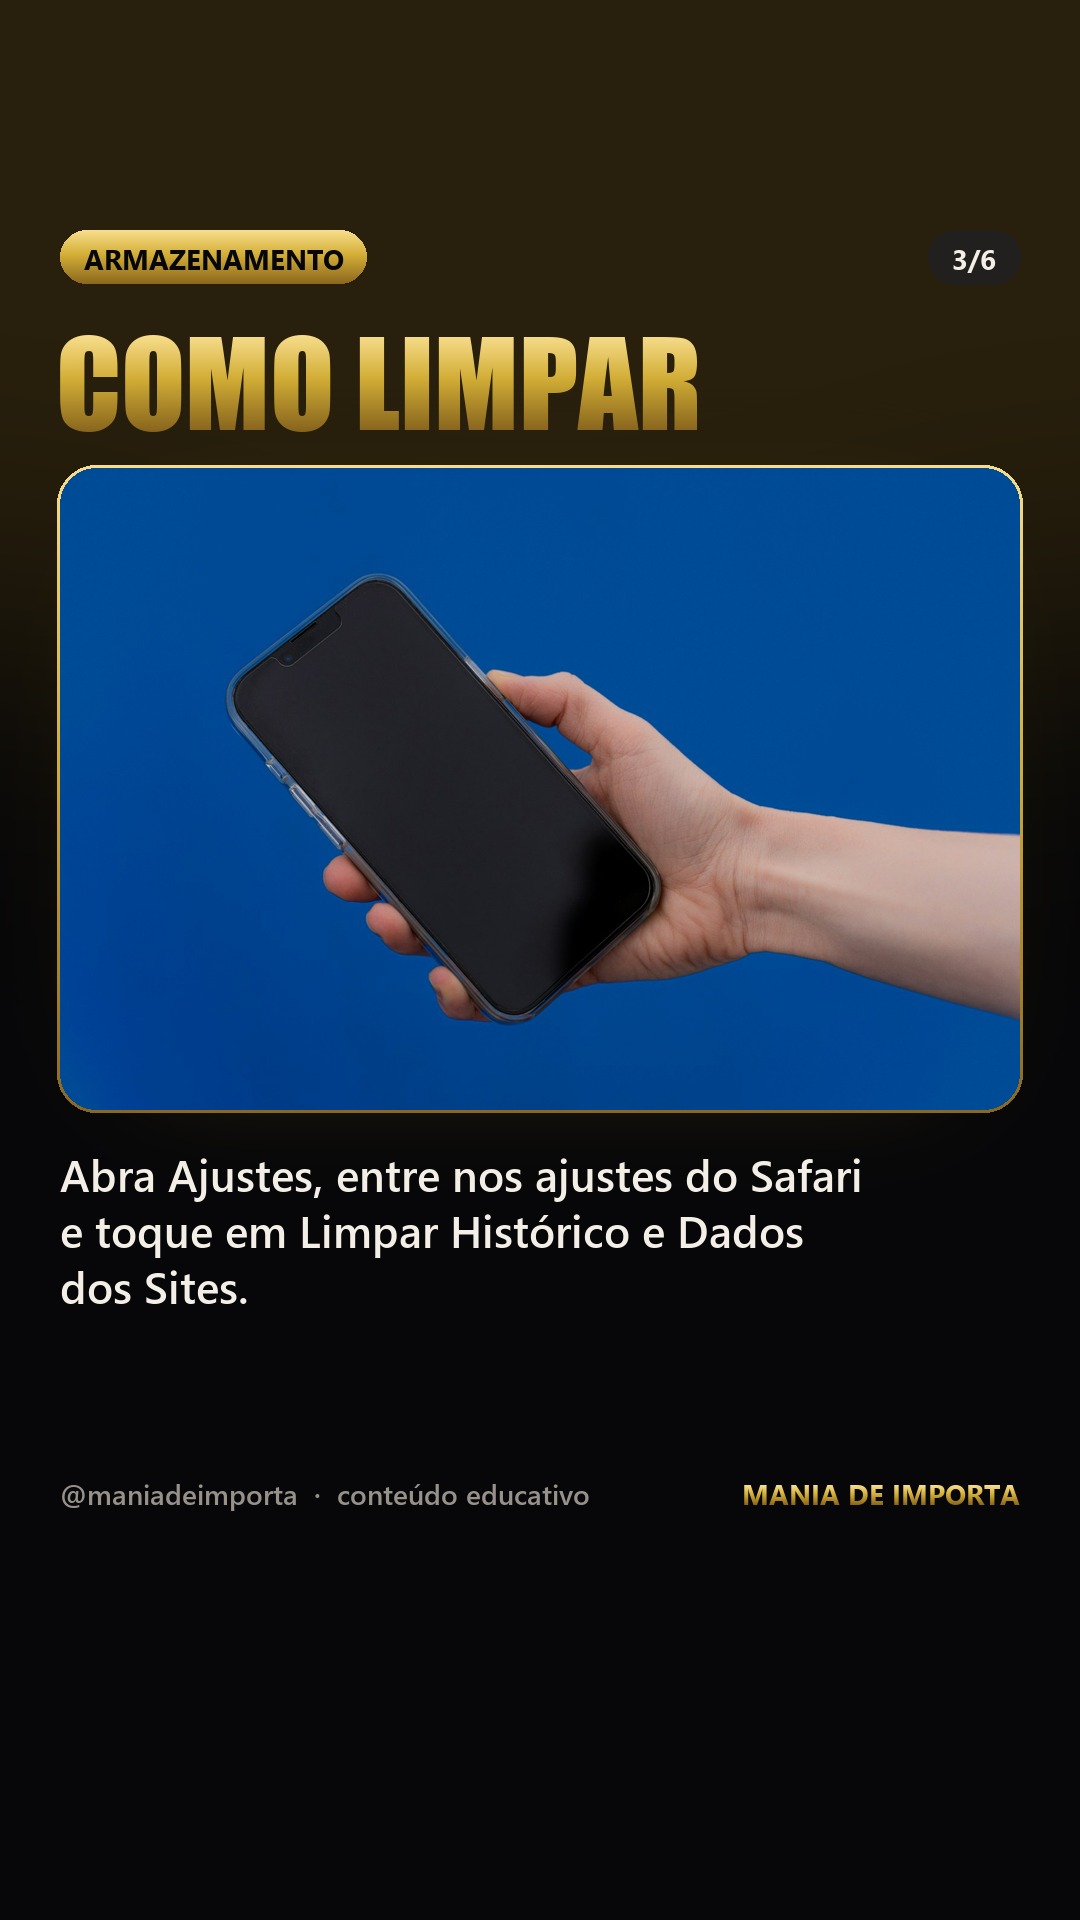 ARMAZENAMENTO
3/6
COMO LIMPAR
Abra Ajustes, entre nos ajustes do Safari
e toque em Limpar Histórico e Dados
dos Sites.
@maniadeimporta · conteúdo educativo
MANIA DE IMPORTA